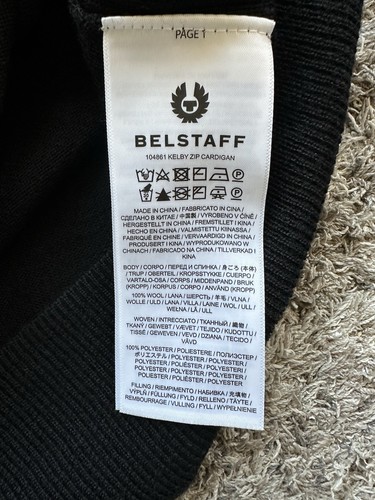 PAGE 1
BELSTAFF
104861 KELBY ZIP CARDIGAN
MADE IN CHINA / FABBRICATO IN CINA /
СДЕЛАНО В КИТАЕ / 中国製 / VYROBENO V ČÍNĚ /
HERGESTELLT IN CHINA / FREMSTILLET I KINA /
HECHO EN CHINA / VALMISTETTU KIINASSA /
FABRIQUÉ EN CHINE / VERVAARDIGD IN CHINA /
PRODUSERT I KINA / WYPRODUKOWANO W
CHINACH / FABRICADO NA CHINA / TILLVERKAD I
KINA
BODY / CORPO / ПЕРЕД И СПИНКА / 身ごろ (本体)
/ TRUP / OBERTEIL / KROPSSTYKKE / CUERPO /
VARTALO-OSA / CORPS / MIDDENPAND / BRUK
(KROPP) / KORPUS / CORPO / ANVÄND (KROPP)
100% WOOL / LANA / ШЕРСТЬ / 羊毛 / VLNA /
WOLLE / ULD / LANA / VILLA / LAINE / WOL / ULL /
WEŁNA / LÃ / ULL
WOVEN / INTRECCIATO / ТКАННЫЙ / 織物 /
TKANÝ / GEWEBT / VÆVET / TEJIDO / KUDOTTU /
TISSÉ / GEWEVEN / VEVD / TKANY / TECIDO /
VÄVD
100% POLYESTER / POLIESTERE / ПОЛИЭСТЕР /
ポリエステル / POLYESTER / POLYESTER /
POLYESTER / POLIÉSTER / POLYESTERI /
POLYESTER / POLYESTER / POLYESTER /
POLIESTER / POLIÉSTER / POLYESTER
FILLING / RIEMPIMENTO / НАБИВКА / 充填物 /
VÝPLŇ / FÜLLUNG / FYLD / RELLENO / TÄYTE /
REMBOURRAGE / VULLING / FYLL / WYPEŁNIENIE